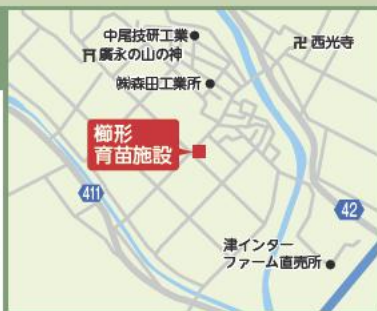 中尾技研工業
廣永の山の神
西光寺
㈱森田工業所
櫛形
育苗施設
411
42
津インター
ファーム直売所